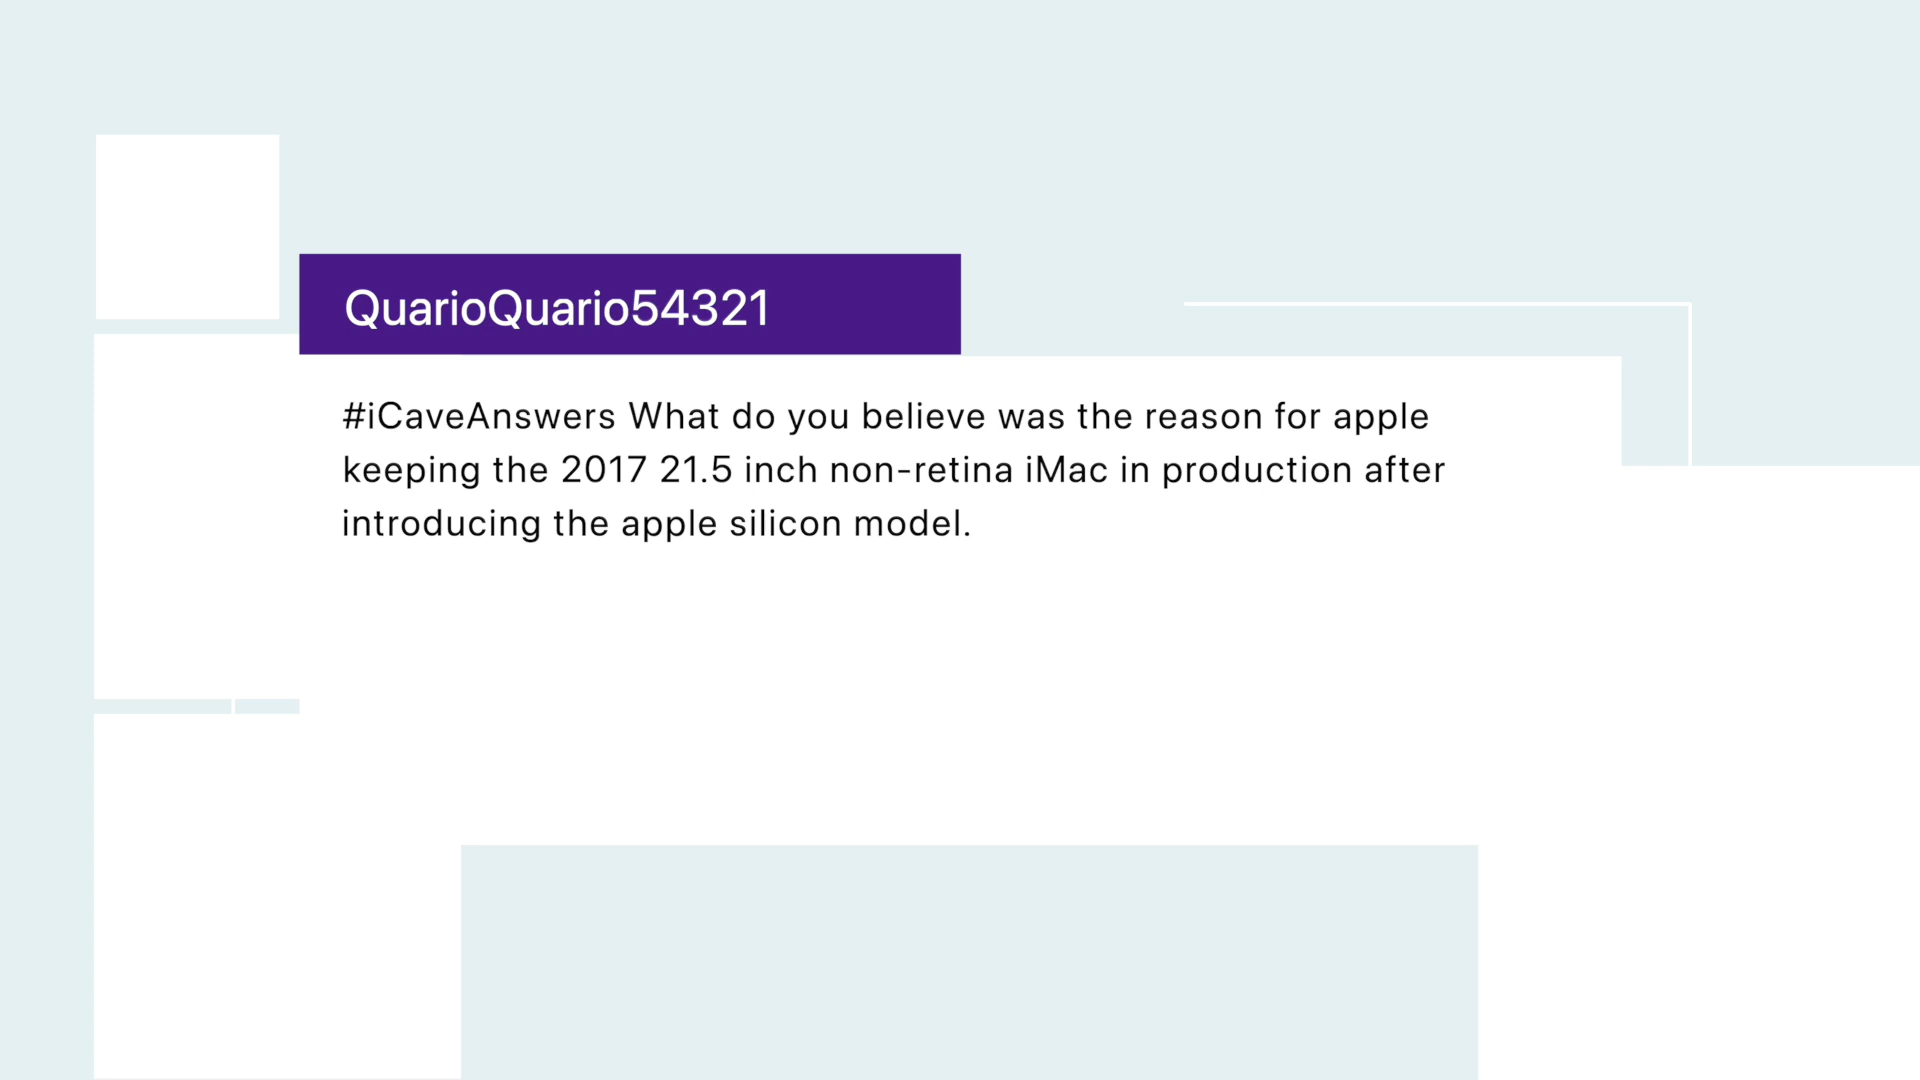 QuarioQuario54321
#iCaveAnswers What do you believe was the reason for apple
keeping the 2017 21.5 inch non-retina iMac in production after
introducing the apple silicon model.